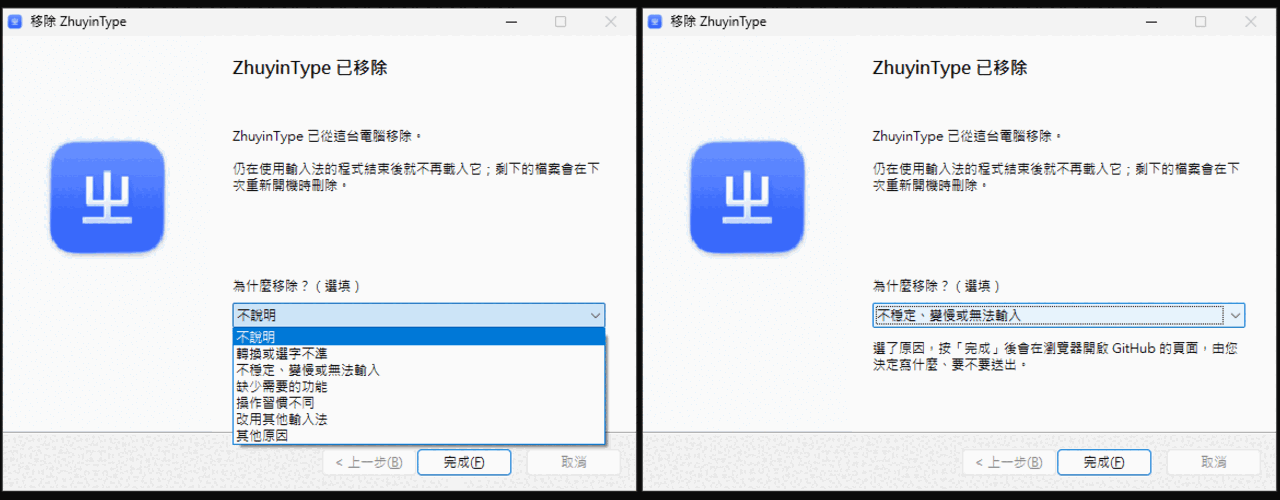 移除 ZhuyinType
ZhuyinType 已移除
ZhuyinType 已從這台電腦移除。
仍在使用輸入法的程式結束後就不再載入它；剩下的檔案會在下
次重新開機時刪除。
ㄓ
為什麼移除？（選填）
不說明
不說明
轉換或選字不準
不穩定、變慢或無法輸入
缺少需要的功能
操作習慣不同
改用其他輸入法
其他原因
< 上一步(B)
完成(F)
取消
移除 ZhuyinType
ZhuyinType 已移除
ZhuyinType 已從這台電腦移除。
仍在使用輸入法的程式結束後就不再載入它；剩下的檔案會在下
次重新開機時刪除。
ㄓ
為什麼移除？（選填）
不穩定、變慢或無法輸入
選了原因，按「完成」後會在瀏覽器開啟 GitHub 的頁面，由您
決定寫什麼、要不要送出。
< 上一步(B)
完成(F)
取消